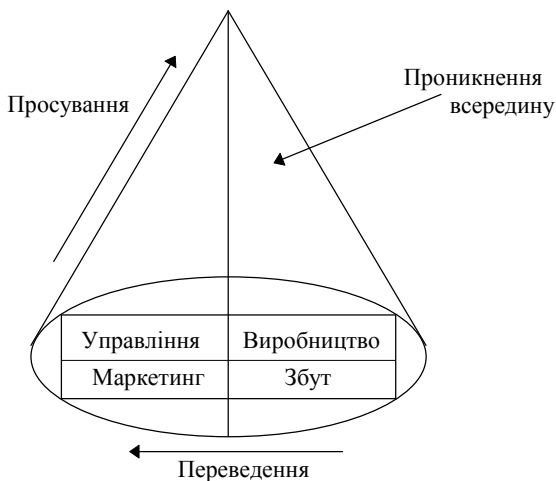 Просування
Проникнення
всередину
Управління
Виробництво
Маркетинг
Збут
Переведення